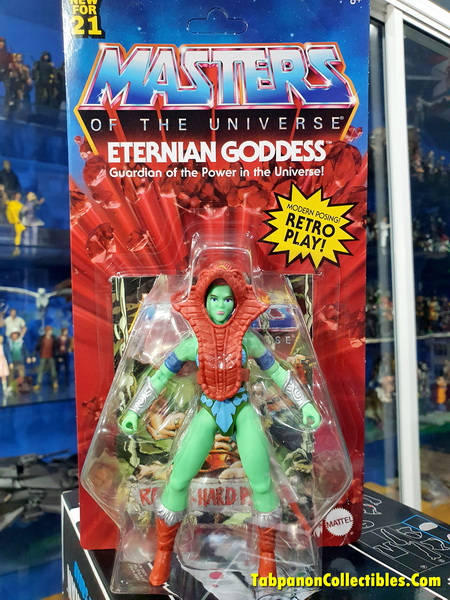 NEW
FOR
21
MASTERS
OF THE UNIVERSE®
ETERNIAN GODDESS™
Guardian of the Power in the Universe!
MODERN POSING!
RETRO
PLAY!
MATTEL
TabpanonCollectibles.Com